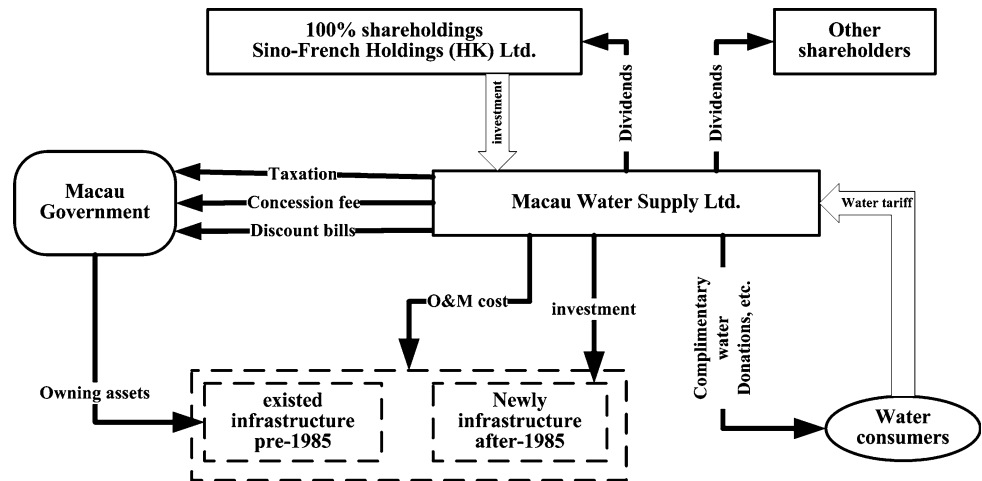 100% shareholdings
Sino-French Holdings (HK) Ltd.
Other
shareholders
investment
Dividends
Dividends
Macau
Government
Taxation
Concession fee
Discount bills
Macau Water Supply Ltd.
Water tariff
O&M cost
investment
Complimentary
water
Donations, etc.
Owning assets
existed
infrastructure
pre-1985
Newly
infrastructure
after-1985
Water
consumers